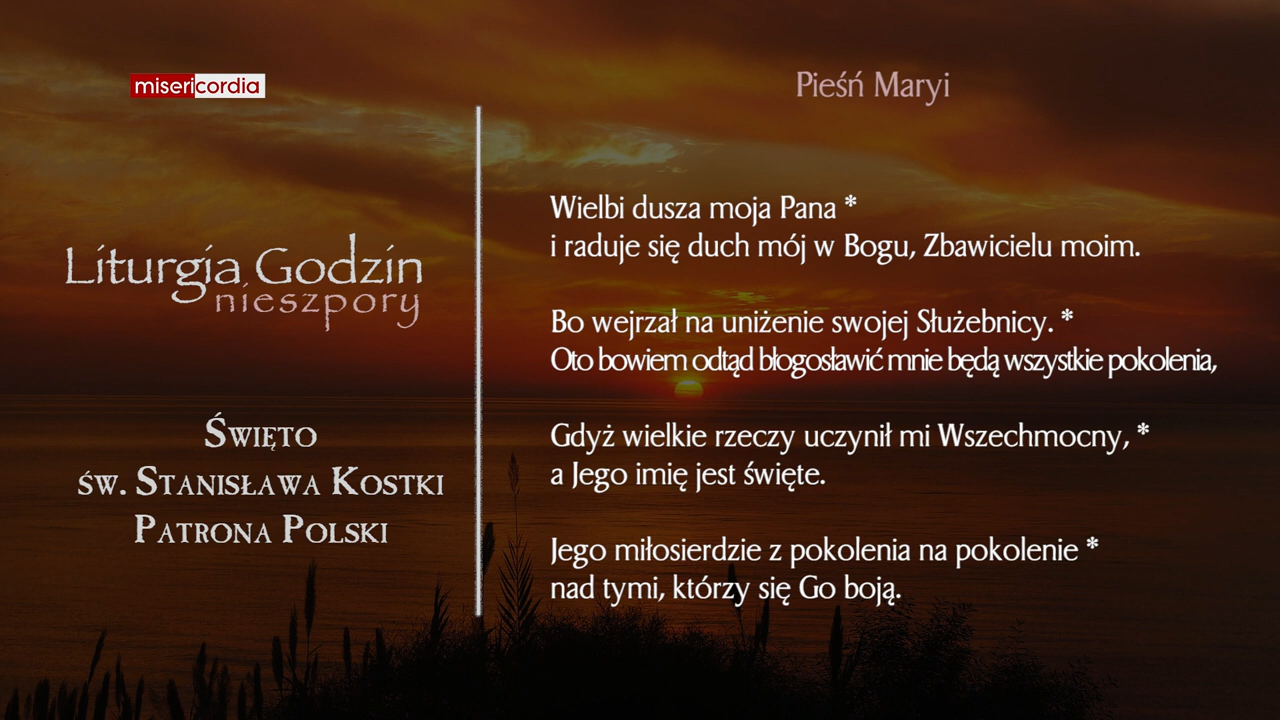 misericordia
Liturgia Godzin
nieszpory
Święto
św. Stanisława Kostki
Patrona Polski
Pieśń Maryi
Wielbi dusza moja Pana *
i raduje się duch mój w Bogu, Zbawicielu moim.
Bo wejrzał na uniżenie swojej Służebnicy. *
Oto bowiem odtąd błogosławić mnie będą wszystkie pokolenia,
Gdyż wielkie rzeczy uczynił mi Wszechmocny, *
a Jego imię jest święte.
Jego miłosierdzie z pokolenia na pokolenie *
nad tymi, którzy się Go boją.